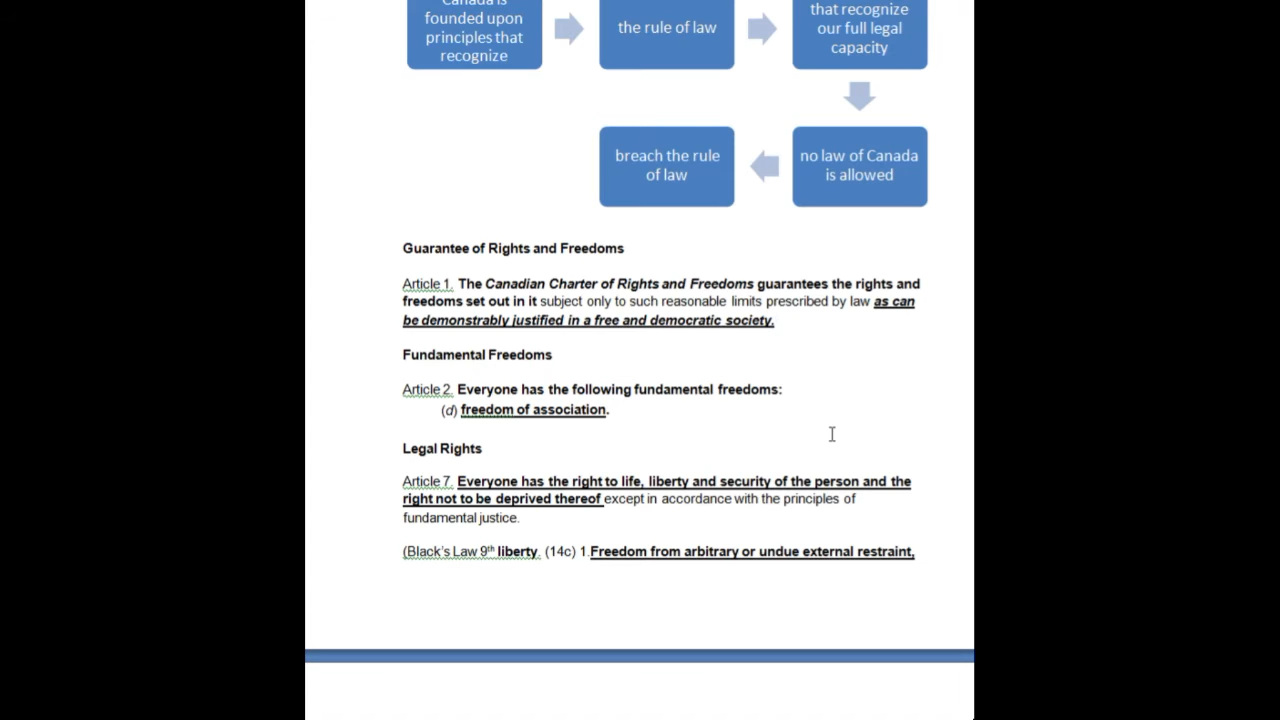 Canada is
founded upon
principles that
recognize
the rule of law
that recognize
our full legal
capacity
no law of Canada
is allowed
breach the rule
of law
Guarantee of Rights and Freedoms
Article 1. The Canadian Charter of Rights and Freedoms guarantees the rights and
freedoms set out in it subject only to such reasonable limits prescribed by law as can
be demonstrably justified in a free and democratic society.
Fundamental Freedoms
Article 2. Everyone has the following fundamental freedoms:
(d) freedom of association.
Legal Rights
Article 7. Everyone has the right to life, liberty and security of the person and the
right not to be deprived thereof except in accordance with the principles of
fundamental justice.
(Black's Law 9th liberty. (14c) 1.Freedom from arbitrary or undue external restraint,